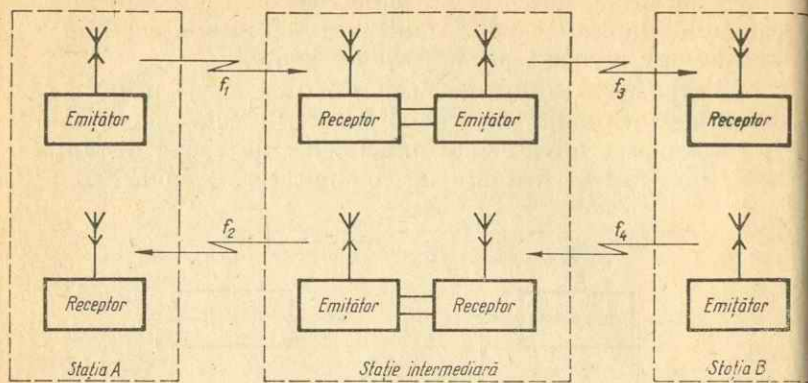 f₁
f₃
Emițător
Receptor
Emițător
Receptor
f₂
f₄
Receptor
Emițător
Receptor
Emițător
Stația A
Stație intermediară
Stația B